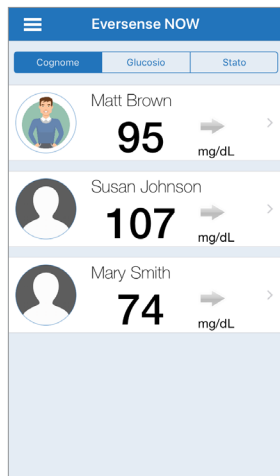 Eversense NOW
Cognome Glucosio Stato
Matt Brown
95 mg/dL
Susan Johnson
107 mg/dL
Mary Smith
74 mg/dL